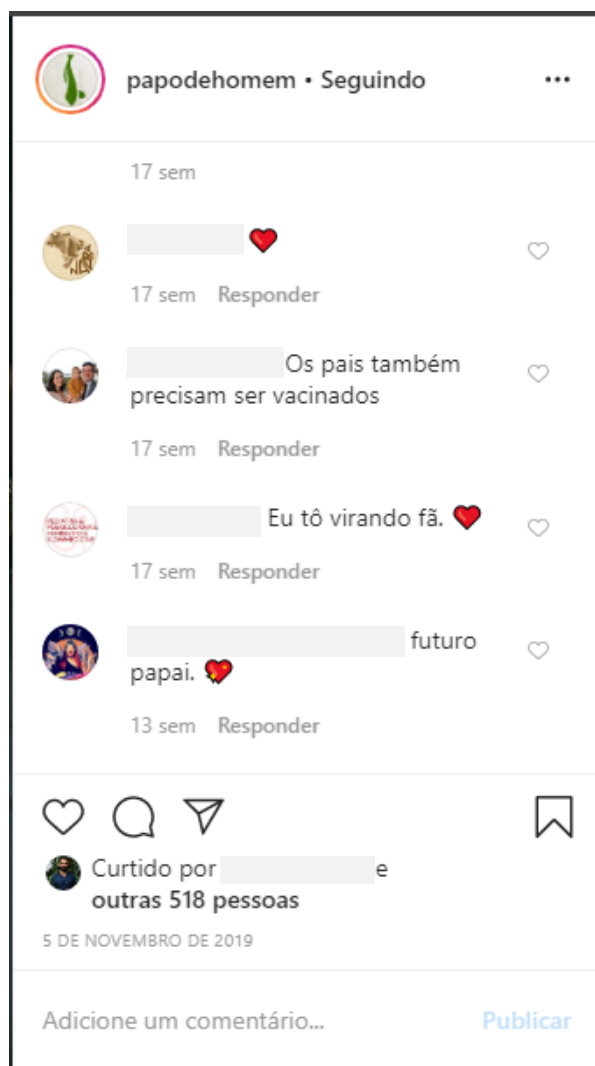 papodehomem • Seguindo
17 sem
❤️
17 sem Responder
Os pais também
precisam ser vacinados
17 sem Responder
Eu tô virando fã. ❤️
17 sem Responder
futuro
papai. 💖
13 sem Responder
Curtido por e
outras 518 pessoas
5 DE NOVEMBRO DE 2019
Adicione um comentário... Publicar